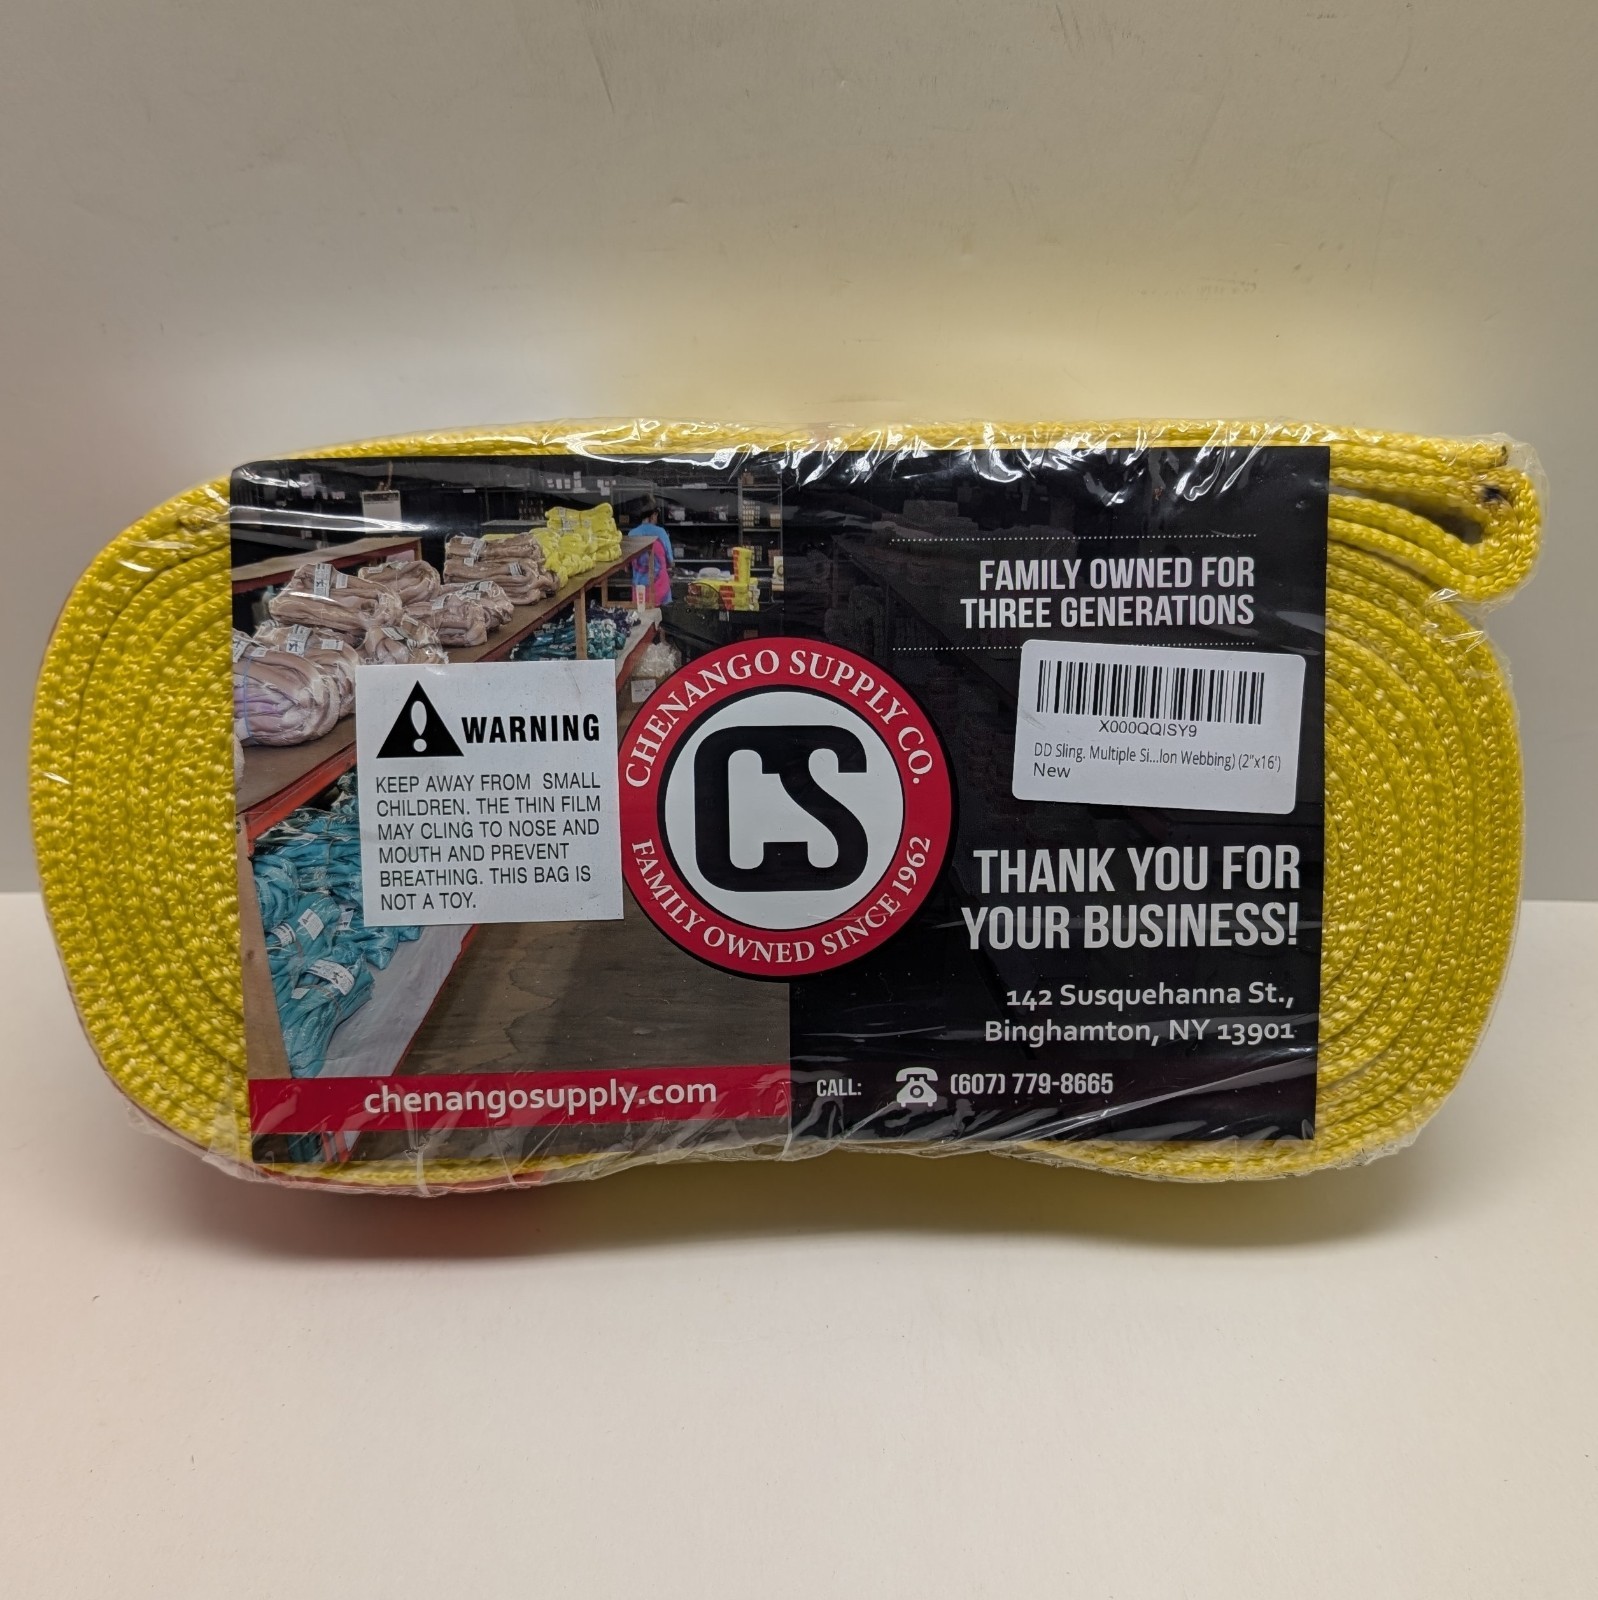 FAMILY OWNED FOR
THREE GENERATIONS
X000QQISY9
DD Sling. Multiple Si...lon Webbing) (2"x16')
New
WARNING
KEEP AWAY FROM SMALL
CHILDREN. THE THIN FILM
MAY CLING TO NOSE AND
MOUTH AND PREVENT
BREATHING. THIS BAG IS
NOT A TOY.
CHENANGO SUPPLY CO.
CS
FAMILY OWNED SINCE 1962
THANK YOU FOR
YOUR BUSINESS!
142 Susquehanna St.,
Binghamton, NY 13901
chenangosupply.com
CALL: (607) 779-8665